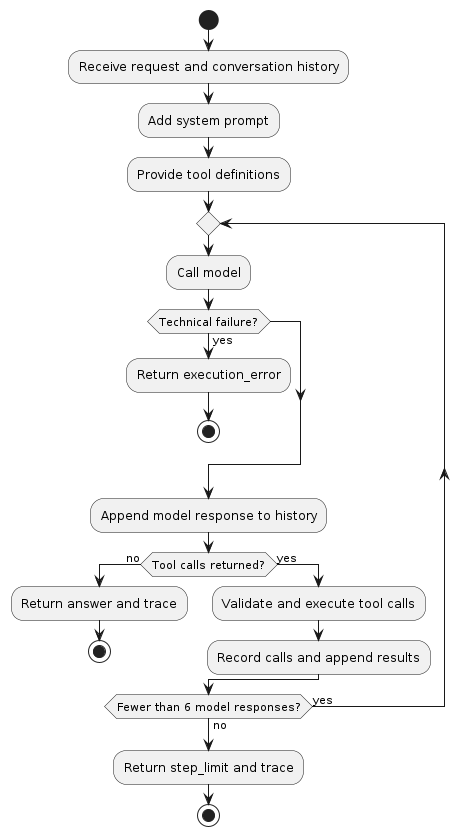 Receive request and conversation history
Add system prompt
Provide tool definitions
Call model
Technical failure?
yes
Return execution_error
Append model response to history
no
Tool calls returned?
yes
Return answer and trace
Validate and execute tool calls
Record calls and append results
Fewer than 6 model responses?
yes
no
Return step_limit and trace